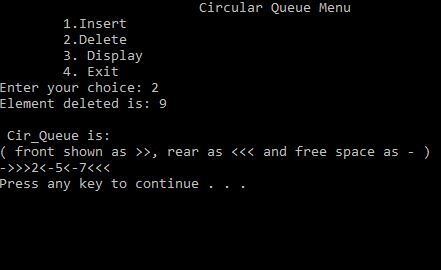 Circular Queue Menu
1.Insert
2.Delete
3. Display
4. Exit
Enter your choice: 2
Element deleted is: 9
Cir_Queue is:
( front shown as >>, rear as <<< and free space as - )
->>>2<-5<-7<<<
Press any key to continue . . .